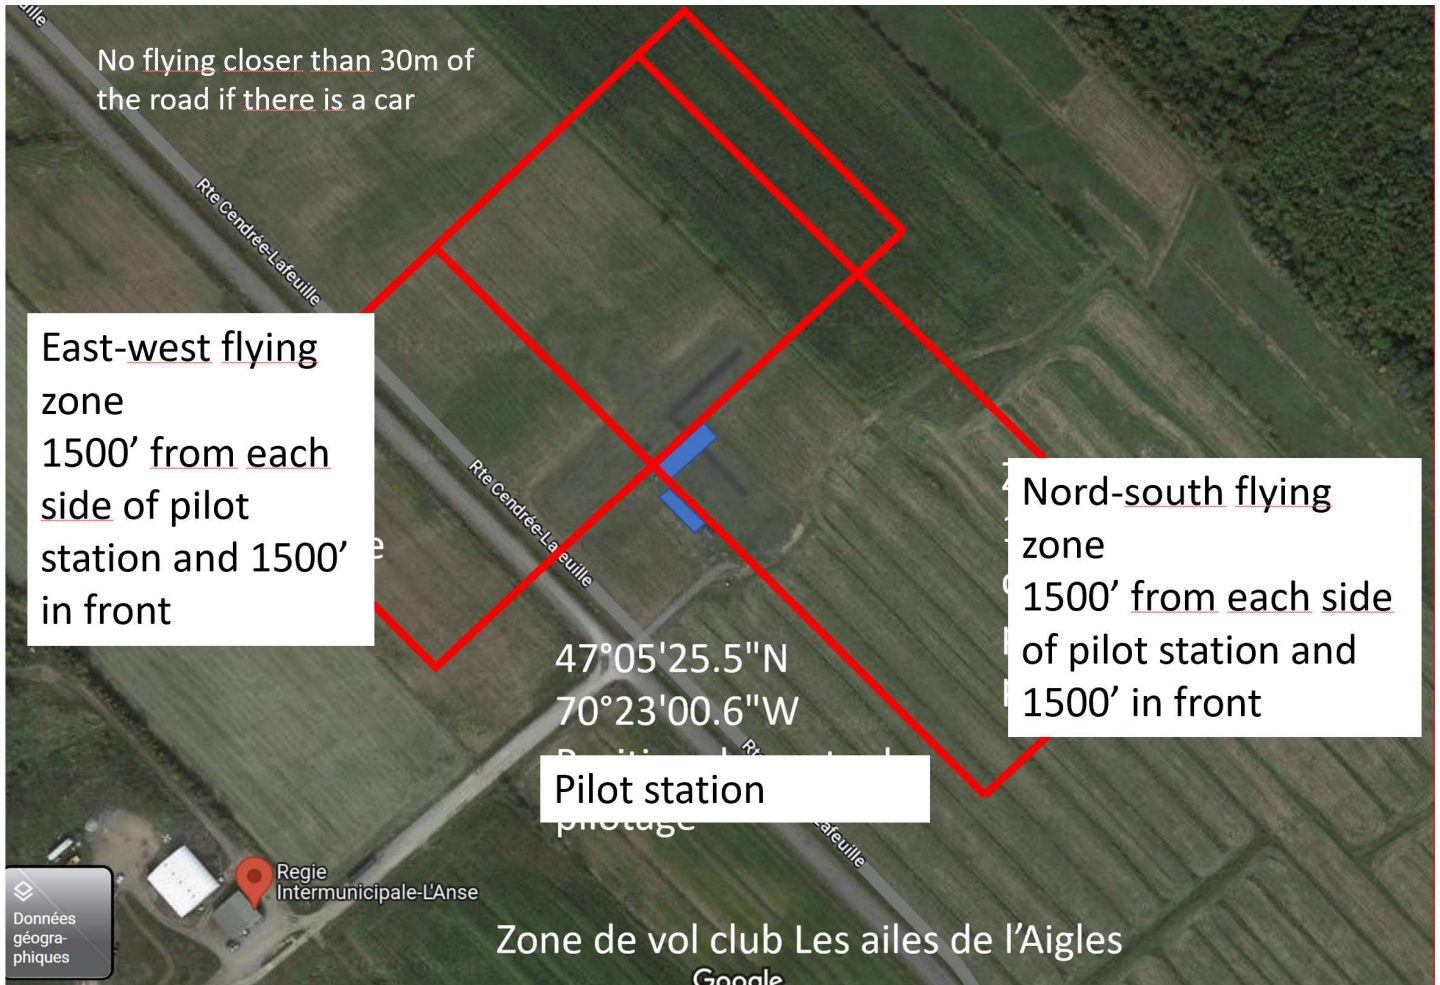 No flying closer than 30m of
the road if there is a car
Rte Cendrée-Lafeuille
East-west flying
zone
1500’ from each
side of pilot
station and 1500’
in front
Rte Cendrée-Lafeuille
Nord-south flying
zone
1500’ from each side
of pilot station and
1500’ in front
47°05'25.5"N
70°23'00.6"W
Pilot station
pilotage
Regie
Intermunicipale-L'Anse
Données
géogra-
phiques
Zone de vol club Les ailes de l’Aigles
Google